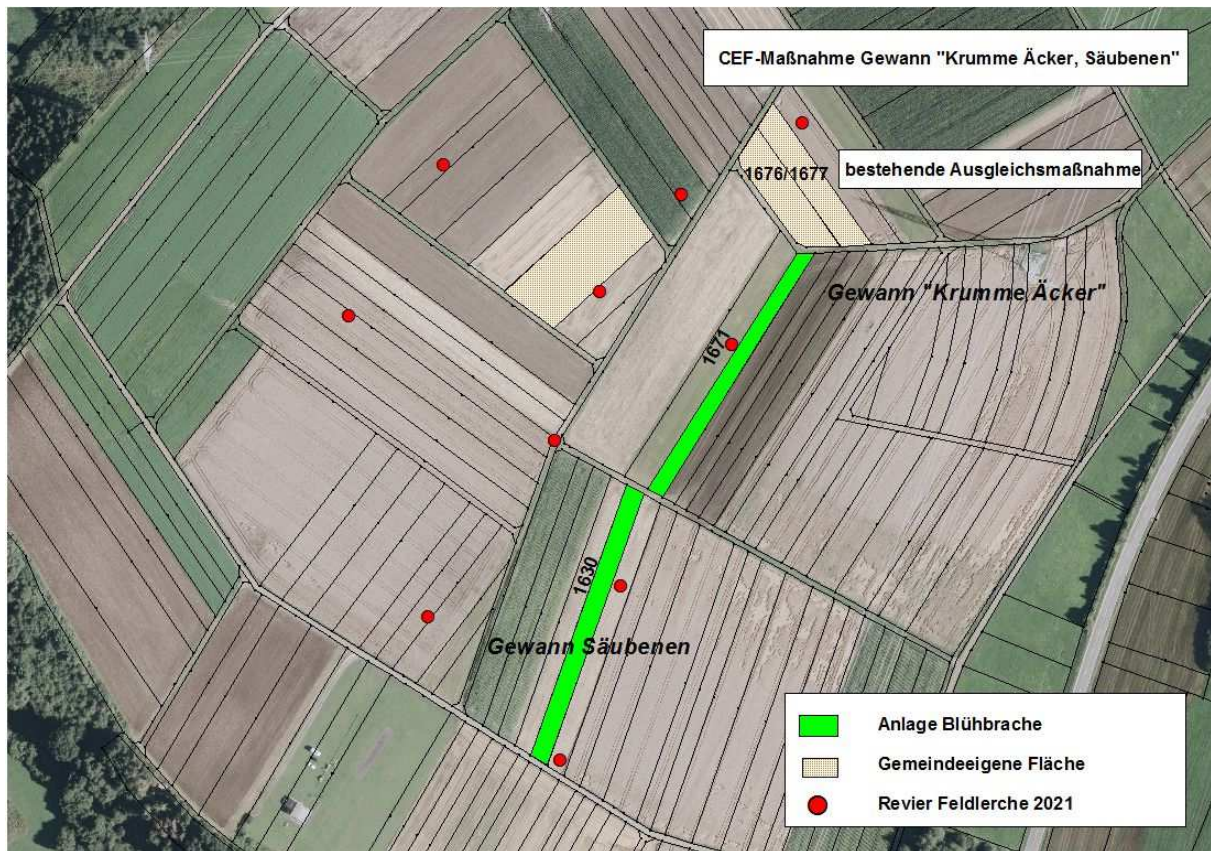 CEF-Maßnahme Gewann "Krumme Äcker, Säubenen"
1676/1677
bestehende Ausgleichsmaßnahme
Gewann "Krumme Äcker"
1671
1630
Gewann Säubenen
Anlage Blühbrache
Gemeindeeigene Fläche
Revier Feldlerche 2021